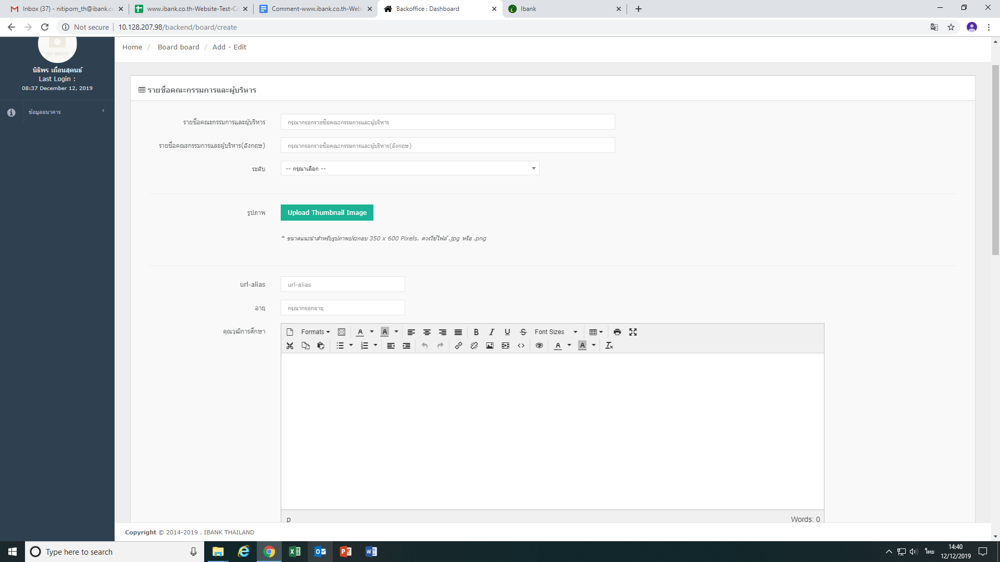 Inbox (37) - nitiporn_th@ibank.cc
www.ibank.co.th-Website-Test-Ca
Comment-www.ibank.co.th-Web
Backoffice : Dashboard
Ibank
Not secure
10.128.207.98/backend/board/create
NO IMAGE
นิธิพร เถื่อนสุคนธ์
Last Login :
08:37 December 12, 2019
ข้อมูลธนาคาร
Home / Board board / Add - Edit
รายชื่อคณะกรรมการและผู้บริหาร
รายชื่อคณะกรรมการและผู้บริหาร
กรุณากรอกรายชื่อคณะกรรมการและผู้บริหาร
รายชื่อคณะกรรมการและผู้บริหาร(อังกฤษ)
กรุณากรอกรายชื่อคณะกรรมการและผู้บริหาร(อังกฤษ)
ระดับ
-- กรุณาเลือก --
รูปภาพ
Upload Thumbnail Image
* ขนาดแนะนำสำหรับรูปภาพประกอบ 350 x 600 Pixels. ควรใช้ไฟล์ .jpg หรือ .png
url-alias
url-alias
อายุ
กรุณากรอกอายุ
คุณวุฒิการศึกษา
Formats
Font Sizes
p
Words: 0
Copyright © 2014-2019 . IBANK THAILAND
Type here to search
ไทย
14:40
12/12/2019